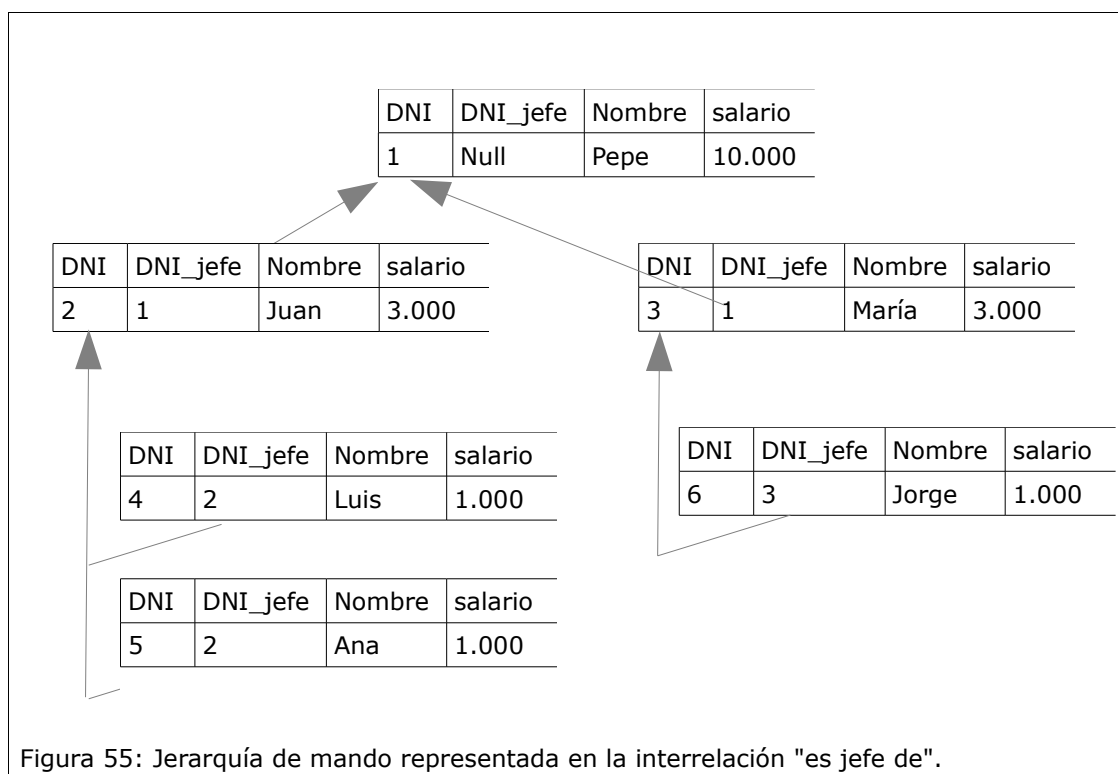 DNI DNI_jefe Nombre salario
1 Null Pepe 10.000
DNI DNI_jefe Nombre salario
2 1 Juan 3.000
DNI DNI_jefe Nombre salario
3 1 María 3.000
DNI DNI_jefe Nombre salario
4 2 Luis 1.000
DNI DNI_jefe Nombre salario
6 3 Jorge 1.000
DNI DNI_jefe Nombre salario
5 2 Ana 1.000
Figura 55: Jerarquía de mando representada en la interrelación "es jefe de".